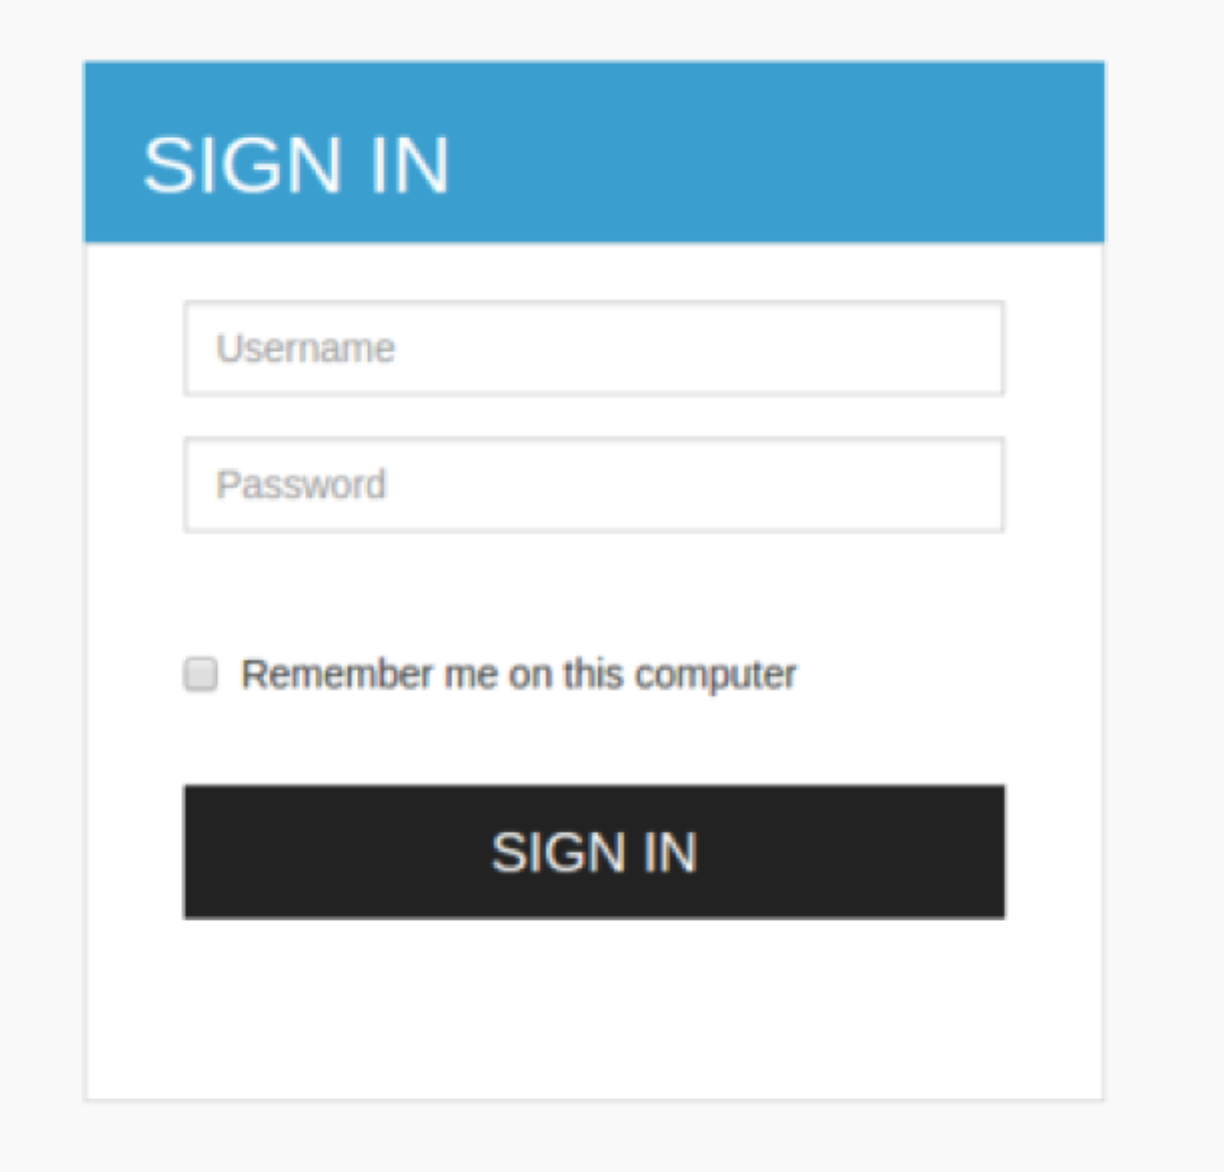 SIGN IN
Username
Password
Remember me on this computer
SIGN IN